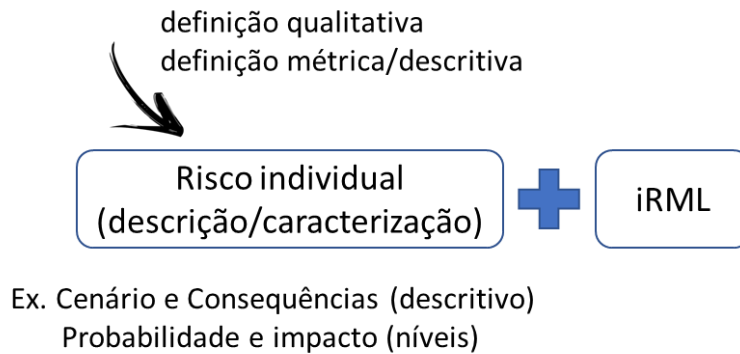 definição qualitativa
definição métrica/descritiva
Risco individual
(descrição/caracterização)
iRML
Ex. Cenário e Consequências (descritivo)
Probabilidade e impacto (níveis)